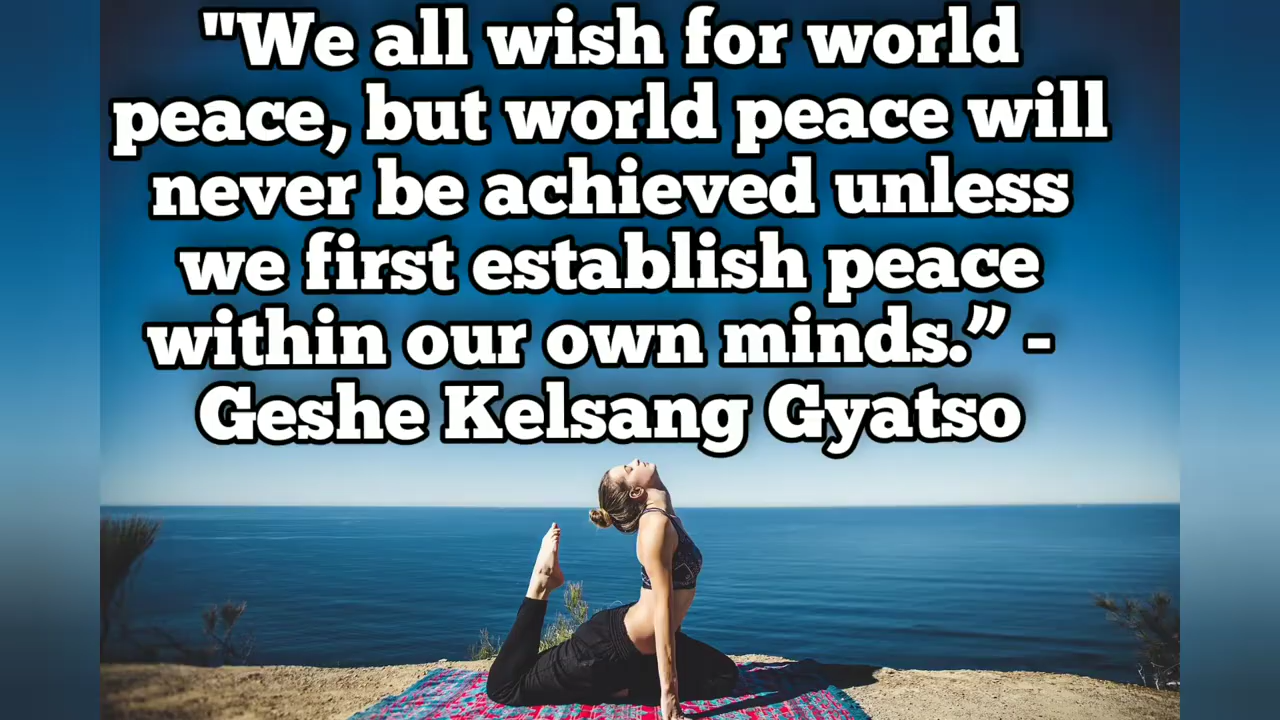 "We all wish for world
peace, but world peace will
never be achieved unless
we first establish peace
within our own minds.” -
Geshe Kelsang Gyatso